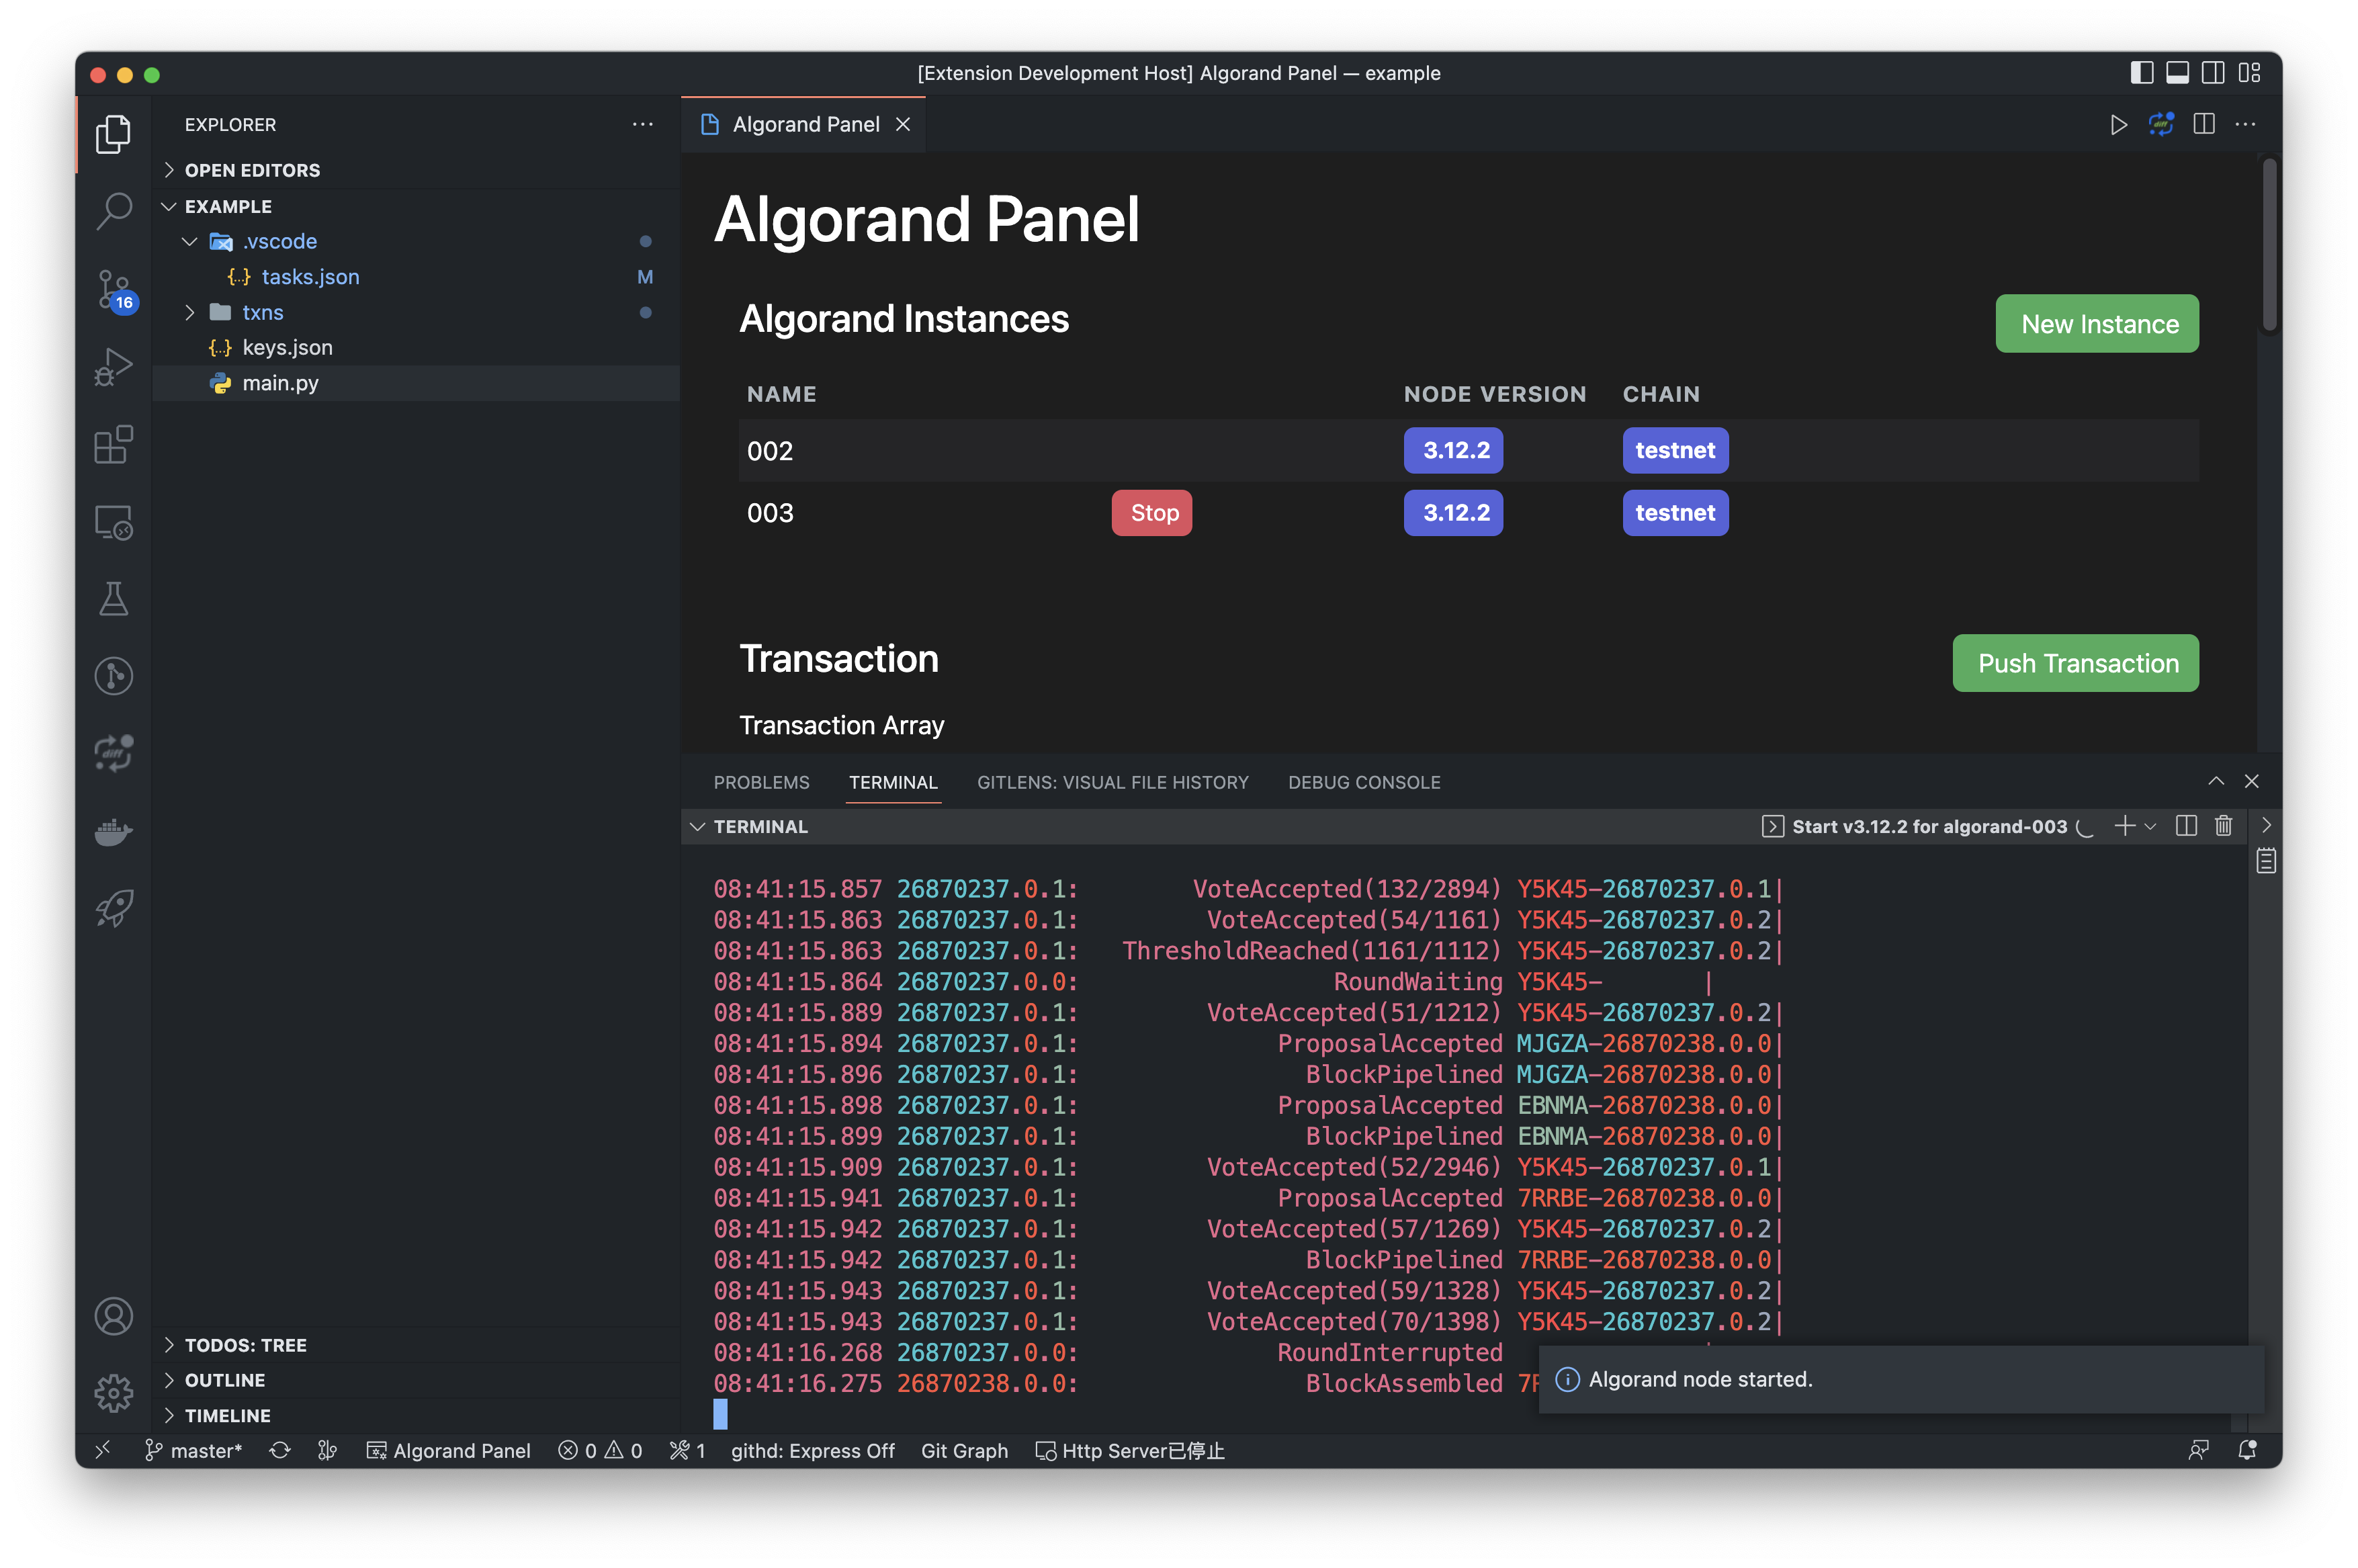 [Extension Development Host] Algorand Panel — example
EXPLORER
OPEN EDITORS
EXAMPLE
.vscode
tasks.json M
txns
keys.json
main.py
16
TODOS: TREE
OUTLINE
TIMELINE
Algorand Panel
diff
Algorand Panel
Algorand Instances
New Instance
NAME NODE VERSION CHAIN
002 3.12.2 testnet
003 Stop 3.12.2 testnet
Transaction
Push Transaction
Transaction Array
PROBLEMS TERMINAL GITLENS: VISUAL FILE HISTORY DEBUG CONSOLE
TERMINAL Start v3.12.2 for algorand-003
08:41:15.857 26870237.0.1: VoteAccepted(132/2894) Y5K45-26870237.0.1|
08:41:15.863 26870237.0.1: VoteAccepted(54/1161) Y5K45-26870237.0.2|
08:41:15.863 26870237.0.1: ThresholdReached(1161/1112) Y5K45-26870237.0.2|
08:41:15.864 26870237.0.0: RoundWaiting Y5K45- |
08:41:15.889 26870237.0.1: VoteAccepted(51/1212) Y5K45-26870237.0.2|
08:41:15.894 26870237.0.1: ProposalAccepted MJGZA-26870238.0.0|
08:41:15.896 26870237.0.1: BlockPipelined MJGZA-26870238.0.0|
08:41:15.898 26870237.0.1: ProposalAccepted EBNMA-26870238.0.0|
08:41:15.899 26870237.0.1: BlockPipelined EBNMA-26870238.0.0|
08:41:15.909 26870237.0.1: VoteAccepted(52/2946) Y5K45-26870237.0.1|
08:41:15.941 26870237.0.1: ProposalAccepted 7RRBE-26870238.0.0|
08:41:15.942 26870237.0.1: VoteAccepted(57/1269) Y5K45-26870237.0.2|
08:41:15.942 26870237.0.1: BlockPipelined 7RRBE-26870238.0.0|
08:41:15.943 26870237.0.1: VoteAccepted(59/1328) Y5K45-26870237.0.2|
08:41:15.943 26870237.0.1: VoteAccepted(70/1398) Y5K45-26870237.0.2|
08:41:16.268 26870237.0.0: RoundInterrupted
08:41:16.275 26870238.0.0: BlockAssembled
Algorand node started.
master* Algorand Panel 0 0 1 githd: Express Off Git Graph Http Server已停止